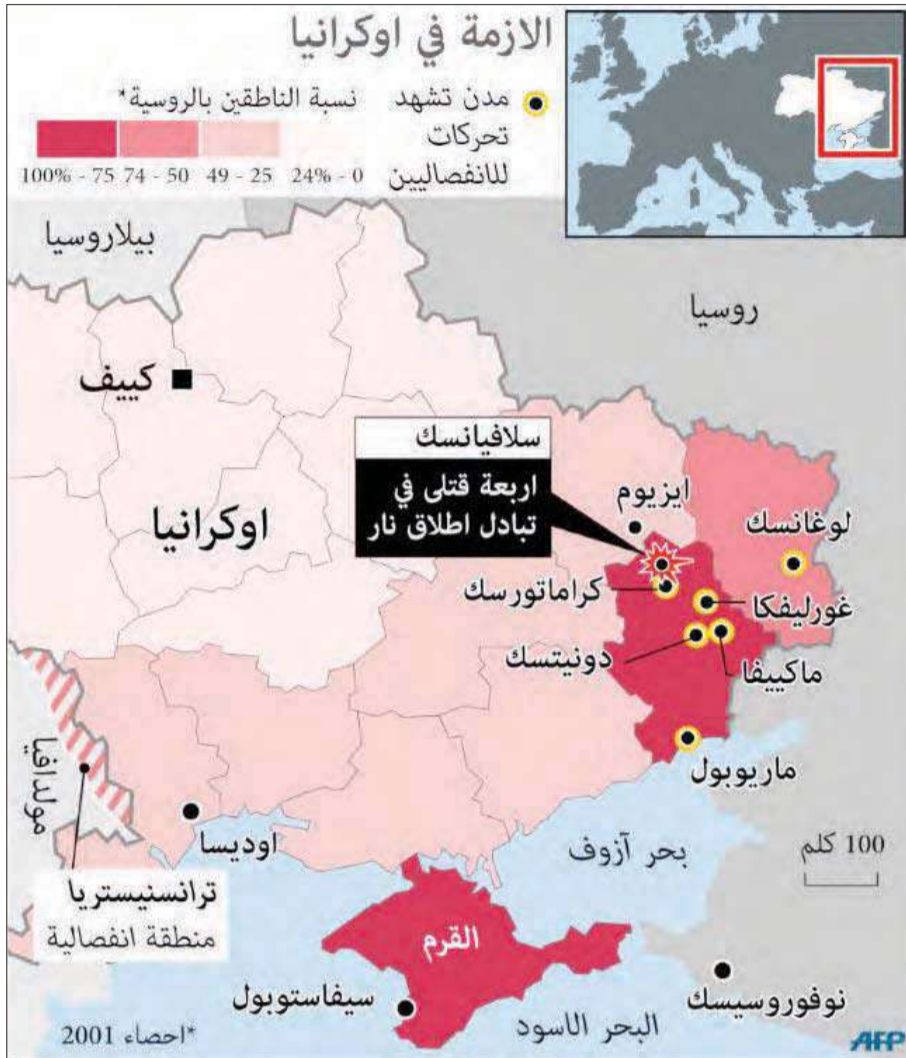 الازمة في اوكرانيا
مدن تشهد
تحركات
للانفصاليين
نسبة الناطقين بالروسية*
0 - 24%
25 - 49
50 - 74
75 - 100%
بيلاروسيا
روسيا
كييف
سلافيانسك
اربعة قتلى في
تبادل اطلاق نار
ايزيوم
لوغانسك
اوكرانيا
كراماتورسك
غورليفكا
دونيتسك
ماكييفا
ماريوبول
مولدافيا
اوديسا
بحر آزوف
100 كلم
ترانسنيستريا
منطقة انفصالية
القرم
سيفاستوبول
نوفوروسيسك
البحر الاسود
*احصاء 2001
AFP